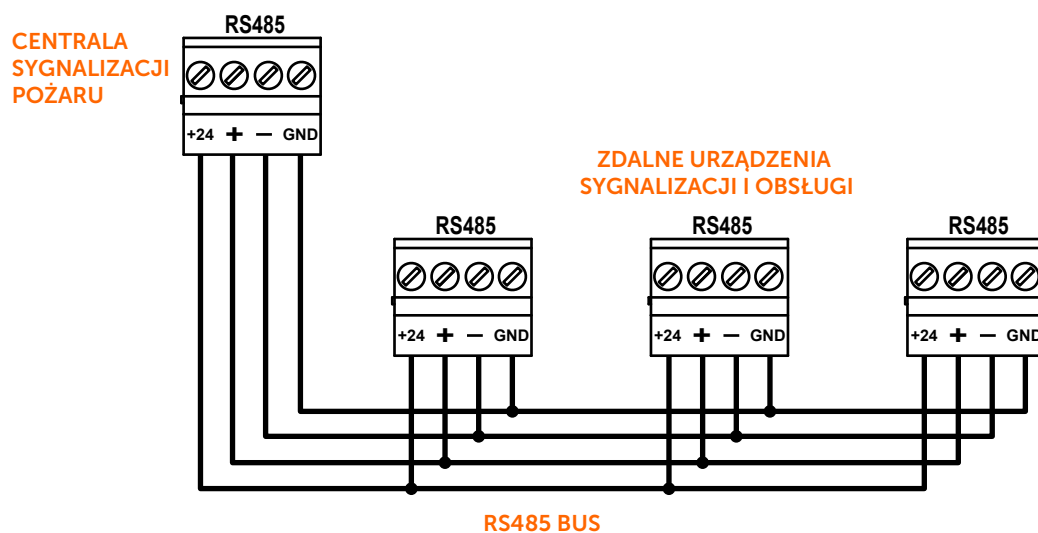 RS485
CENTRALA
SYGNALIZACJI
POŻARU
+24 + − GND
ZDALNE URZĄDZENIA
SYGNALIZACJI I OBSŁUGI
RS485 RS485 RS485
+24 + − GND +24 + − GND +24 + − GND
RS485 BUS